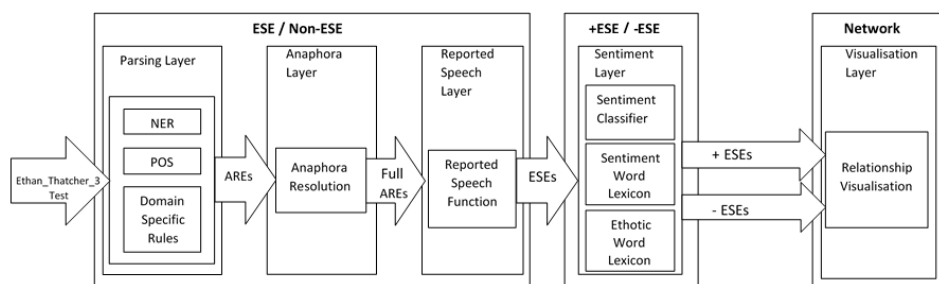 ESE / Non-ESE
+ESE / -ESE
Network
Parsing Layer
Anaphora
Layer
Reported
Speech
Layer
Sentiment
Layer
Visualisation
Layer
NER
POS
Domain
Specific
Rules
Ethan_Thatcher_3
Test
AREs
Anaphora
Resolution
Full
AREs
Reported
Speech
Function
ESEs
Sentiment
Classifier
Sentiment
Word
Lexicon
Ethotic
Word
Lexicon
+ ESEs
- ESEs
Relationship
Visualisation